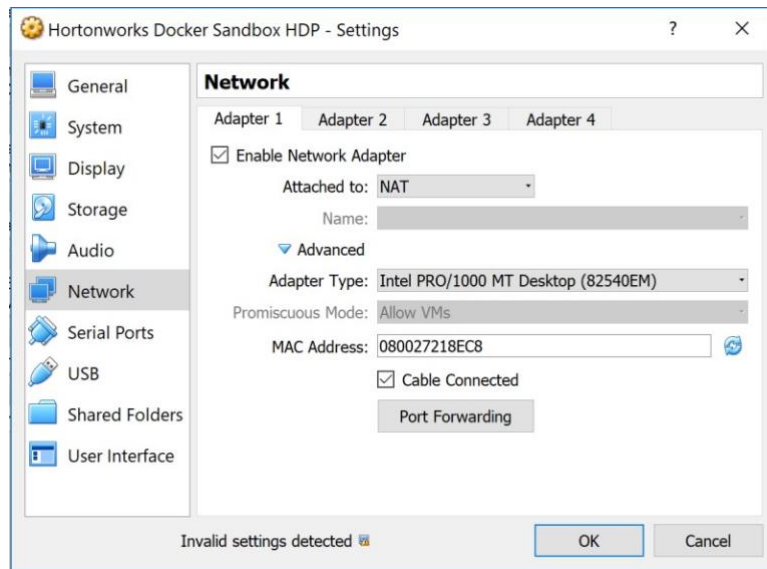 Hortonworks Docker Sandbox HDP - Settings ? ×
General
System
Display
Storage
Audio
Network
Serial Ports
USB
Shared Folders
User Interface
Network
Adapter 1 Adapter 2 Adapter 3 Adapter 4
Enable Network Adapter
Attached to: NAT
Name:
Advanced
Adapter Type: Intel PRO/1000 MT Desktop (82540EM)
Promiscuous Mode: Allow VMs
MAC Address: 080027218EC8
Cable Connected
Port Forwarding
Invalid settings detected OK Cancel